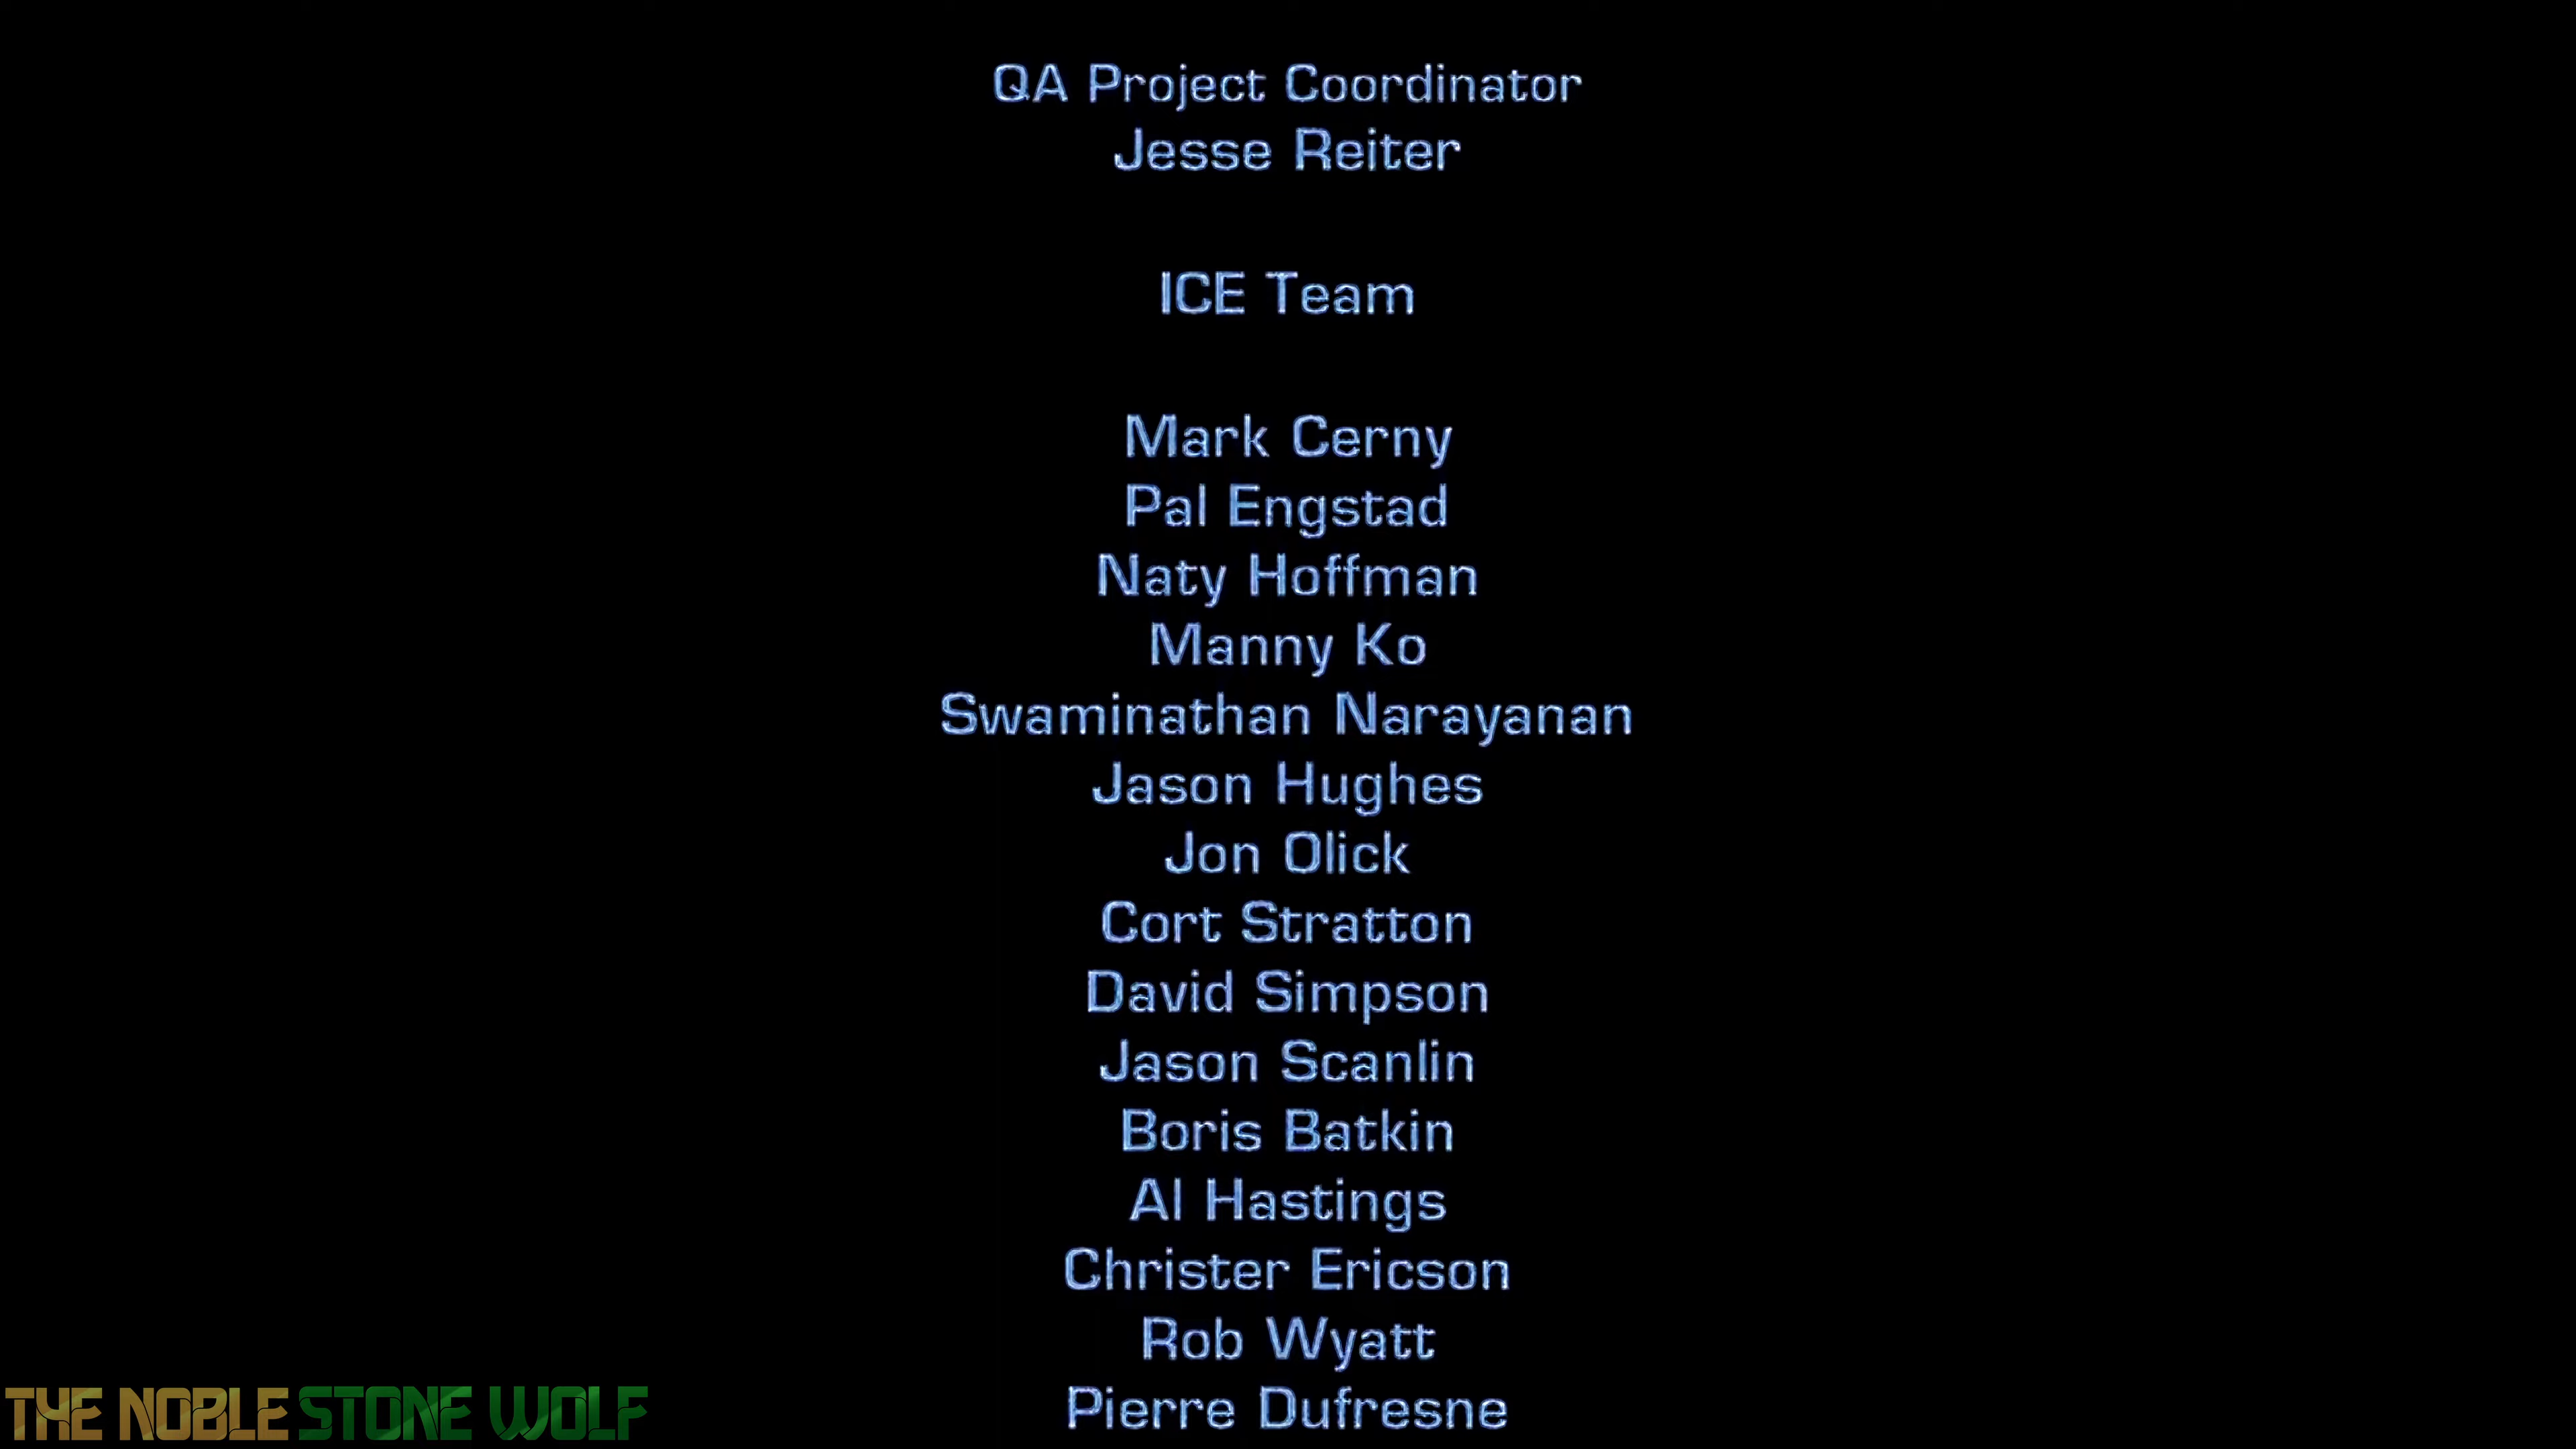 QA Project Coordinator
Jesse Reiter
ICE Team
Mark Cerny
Pal Engstad
Naty Hoffman
Manny Ko
Swaminathan Narayanan
Jason Hughes
Jon Olick
Cort Stratton
David Simpson
Jason Scanlin
Boris Batkin
Al Hastings
Christer Ericson
Rob Wyatt
Pierre Dufresne
THE NOBLE STONE WOLF